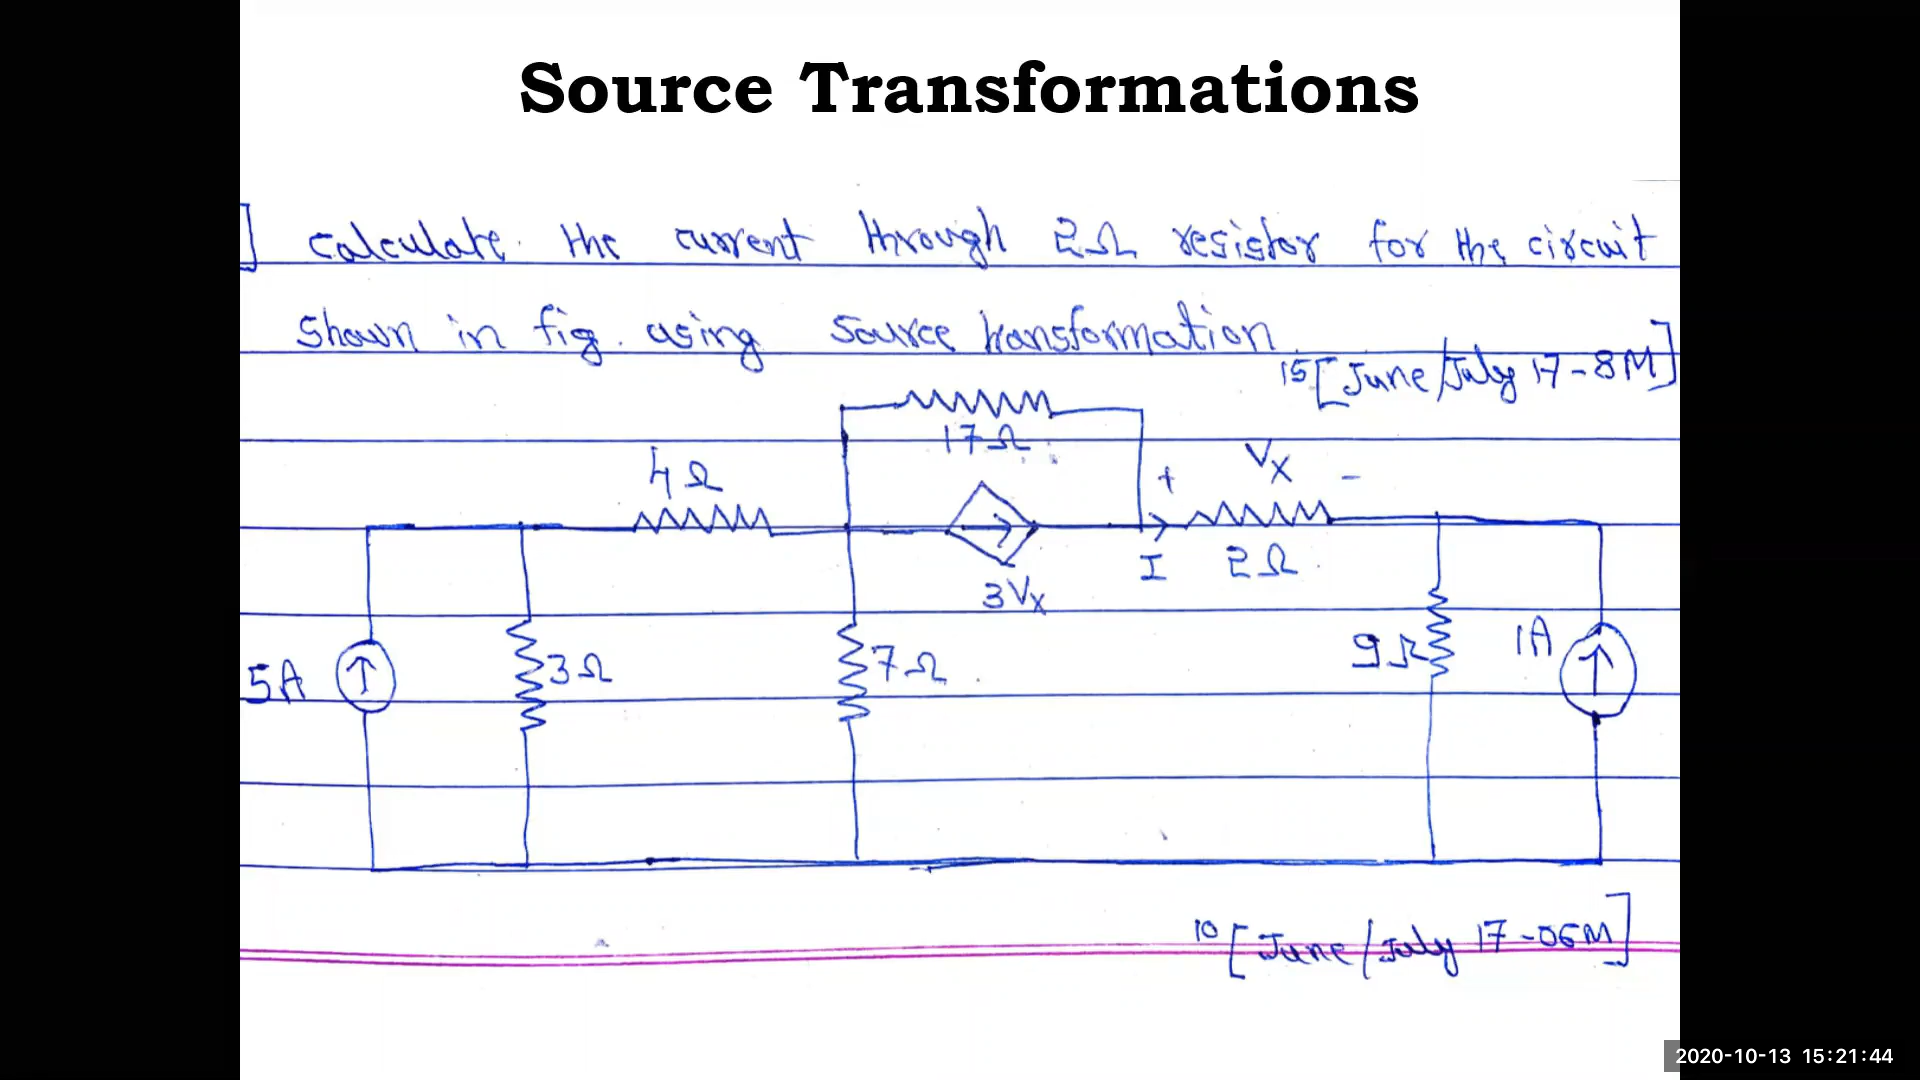 Source Transformations
] Calculate the current through 2Ω resistor for the circuit
shown in fig. using source transformation.
15 [June/July 17-8M]
17Ω
4Ω
+ Vx -
I 2Ω
3Vx
5A
3Ω
7Ω
9Ω
1A
10 [June/July 17-06M]
2020-10-13 15:21:44